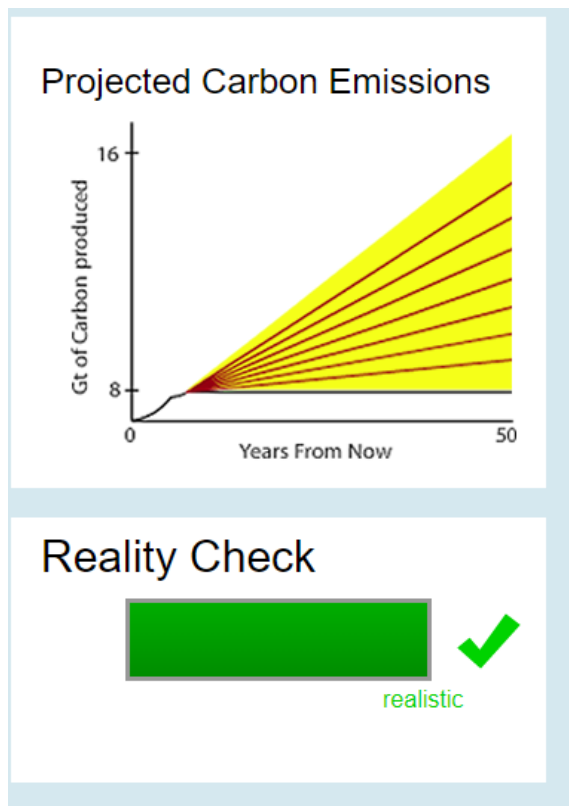 Projected Carbon Emissions
16
Gt of Carbon produced
8
0
50
Years From Now
Reality Check
realistic